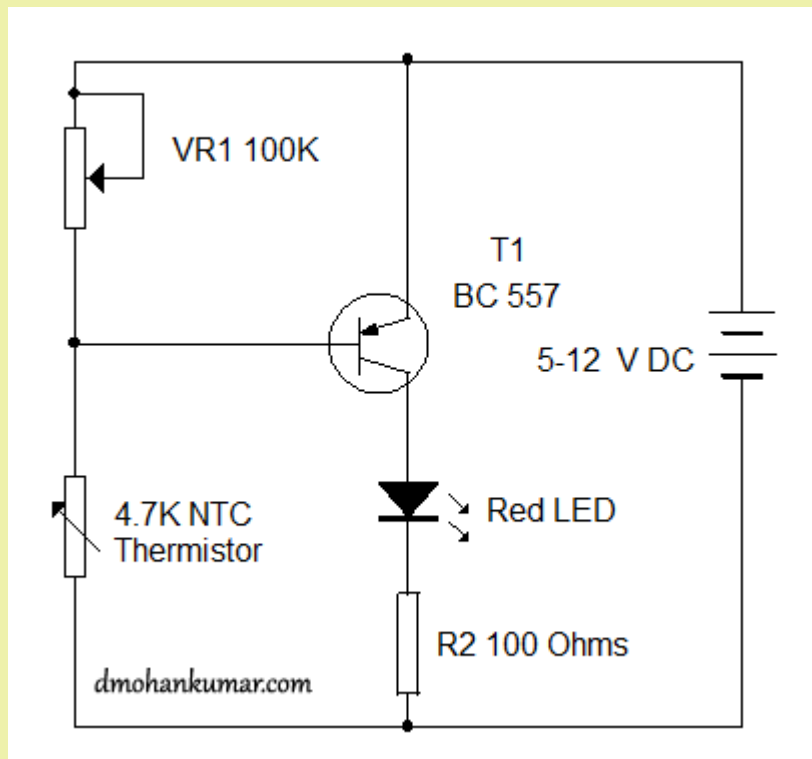 VR1 100K
T1
BC 557
5-12 V DC
4.7K NTC
Thermistor
Red LED
R2 100 Ohms
dmohankumar.com